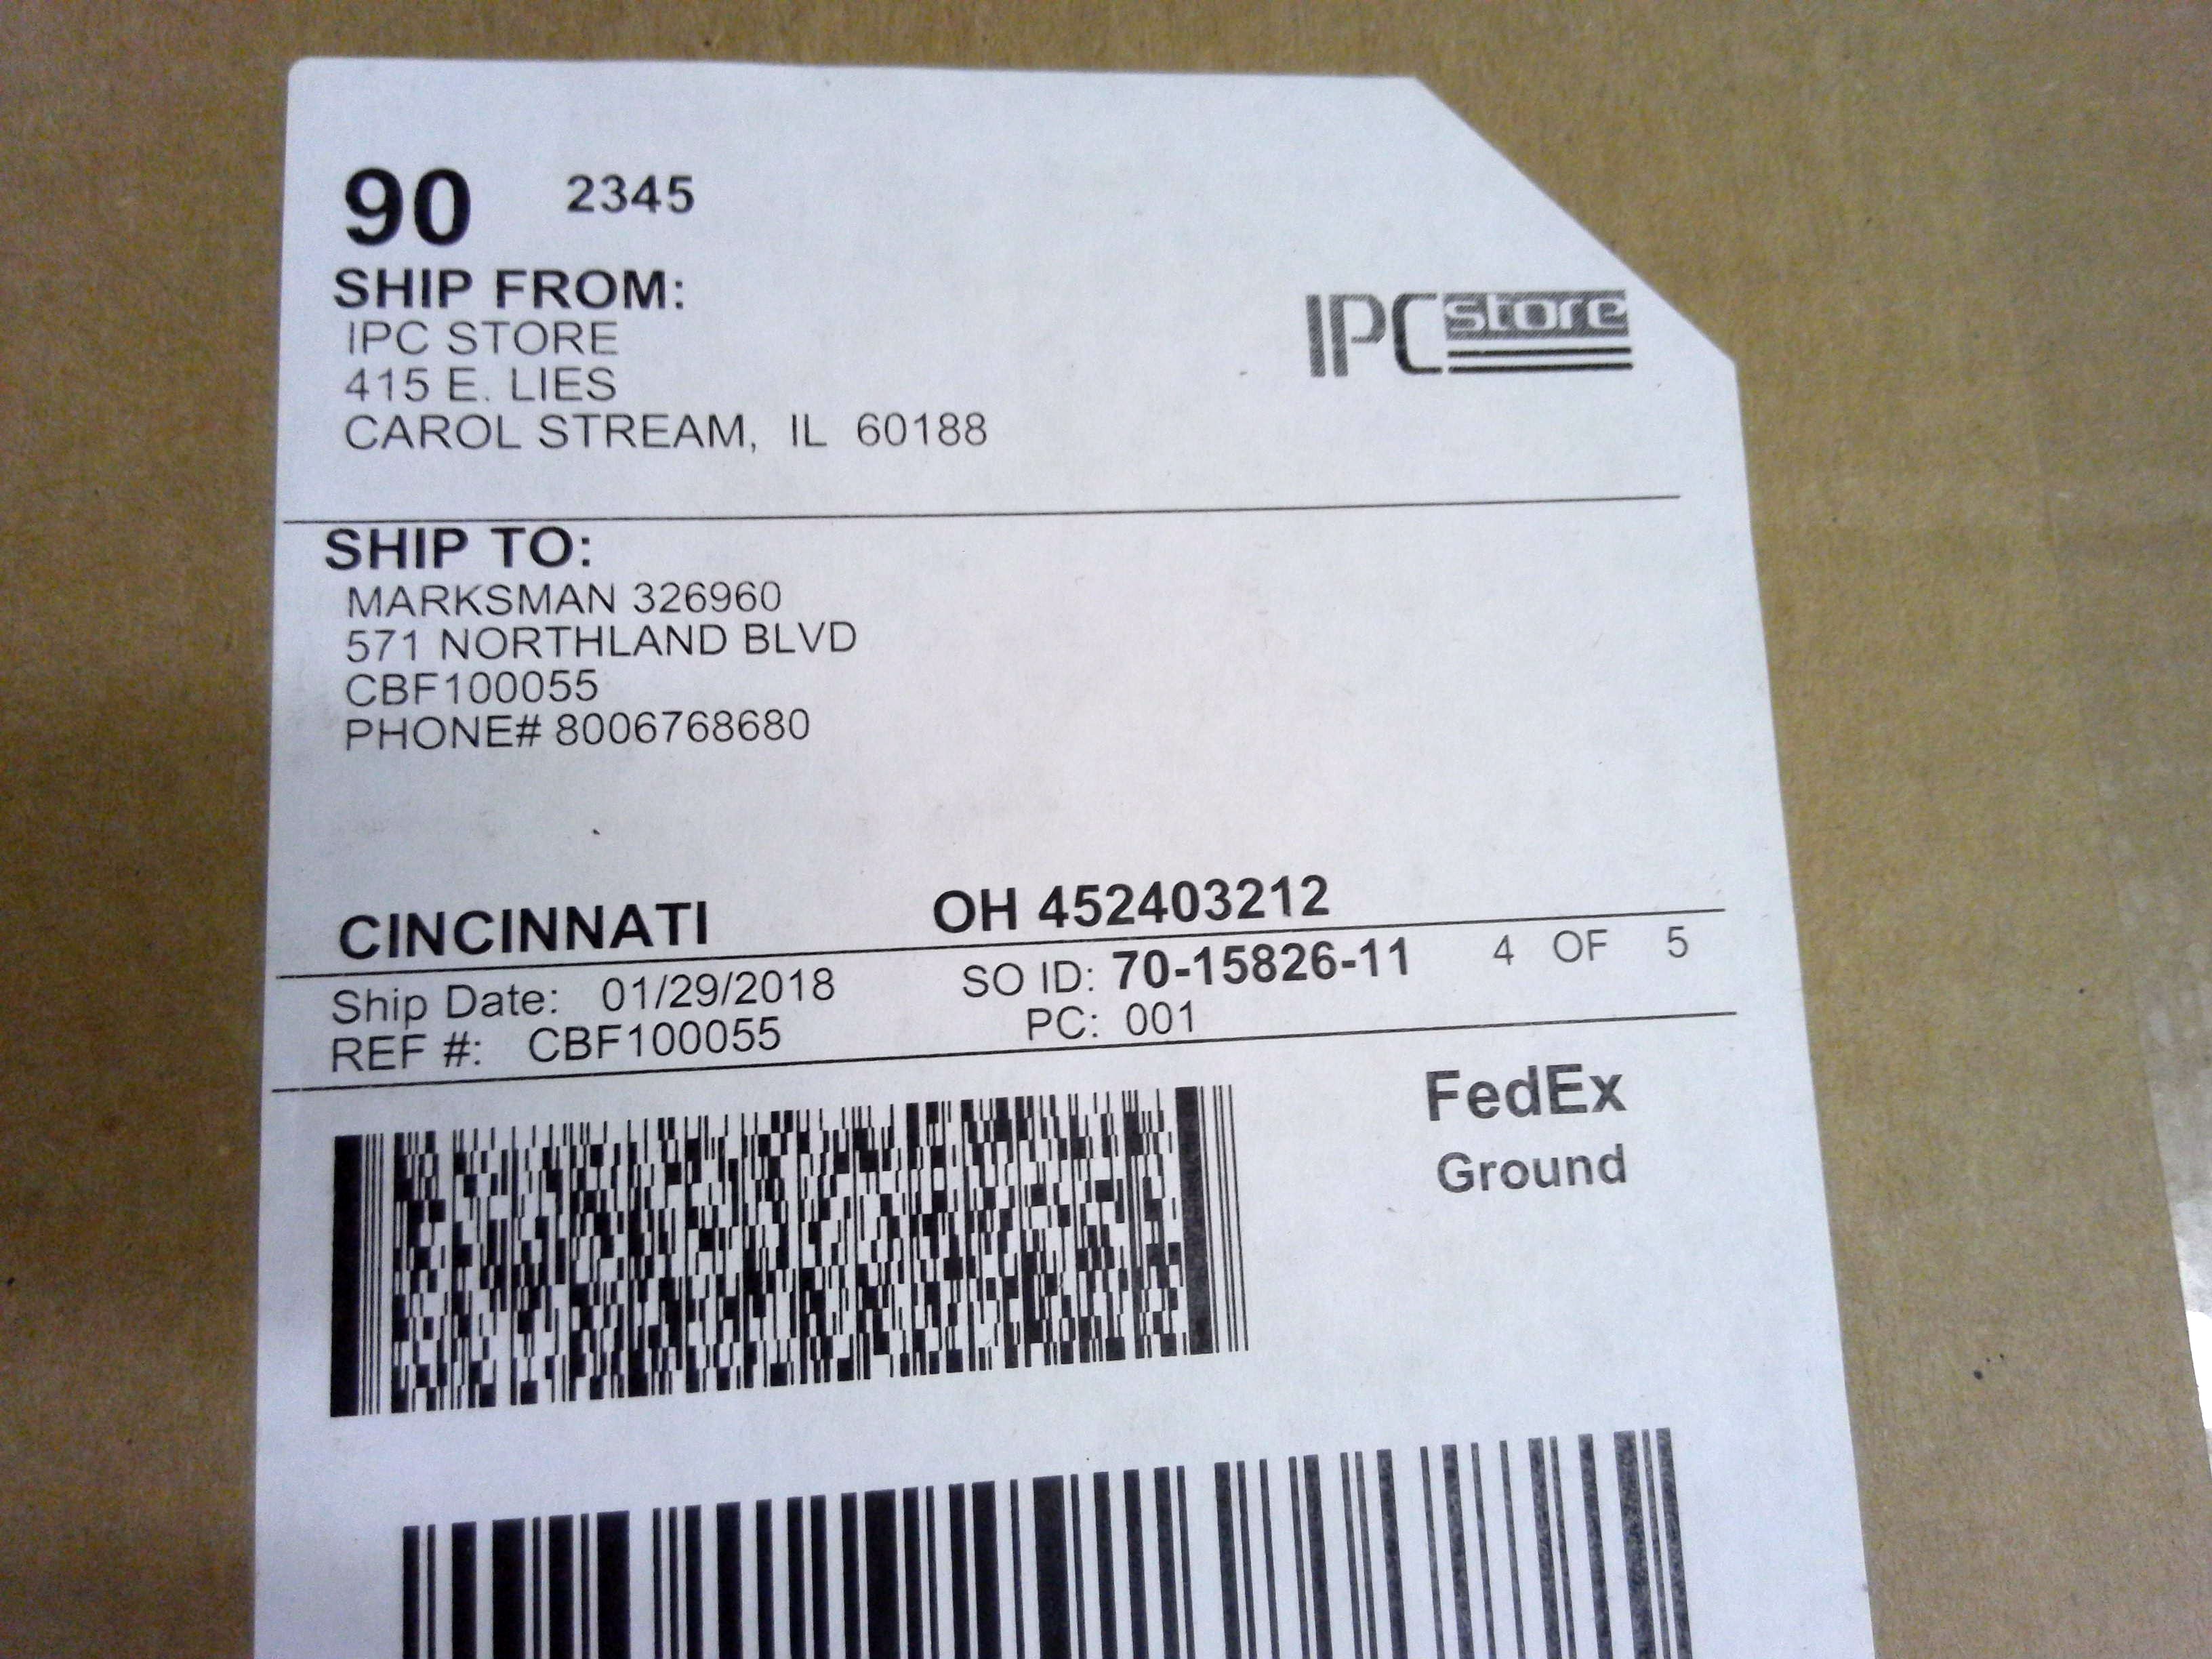 90 2345
SHIP FROM:
IPC STORE
415 E. LIES
CAROL STREAM, IL 60188
IPC store
SHIP TO:
MARKSMAN 326960
571 NORTHLAND BLVD
CBF100055
PHONE# 8006768680
CINCINNATI OH 452403212
Ship Date: 01/29/2018 SO ID: 70-15826-11 4 OF 5
REF #: CBF100055 PC: 001
FedEx
Ground